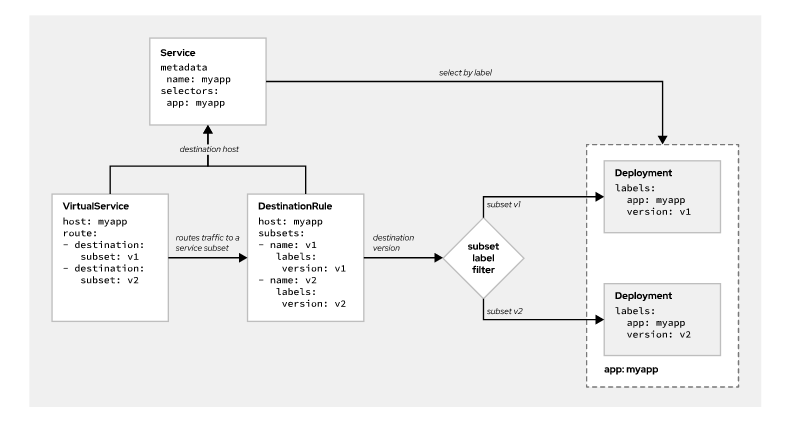 Service
metadata
name: myapp
selectors:
app: myapp
select by label
destination host
VirtualService
host: myapp
route:
- destination:
subset: v1
- destination:
subset: v2
routes traffic to a
service subset
DestinationRule
host: myapp
subsets:
- name: v1
labels:
version: v1
- name: v2
labels:
version: v2
destination
version
subset
label
filter
subset v1
subset v2
Deployment
labels:
app: myapp
version: v1
Deployment
labels:
app: myapp
version: v2
app: myapp